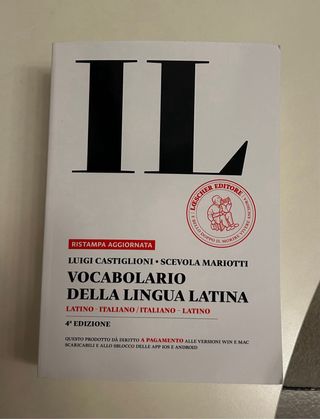 IL
LŒSCHER EDITORE
RISTAMPA AGGIORNATA
LUIGI CASTIGLIONI • SCEVOLA MARIOTTI
VOCABOLARIO
DELLA LINGUA LATINA
LATINO – ITALIANO / ITALIANO – LATINO
4ª EDIZIONE
QUESTO PRODOTTO DÀ DIRITTO A PAGAMENTO ALLE VERSIONI WIN E MAC
SCARICABILI E ALLO SBLOCCO DELLE APP IOS E ANDROID